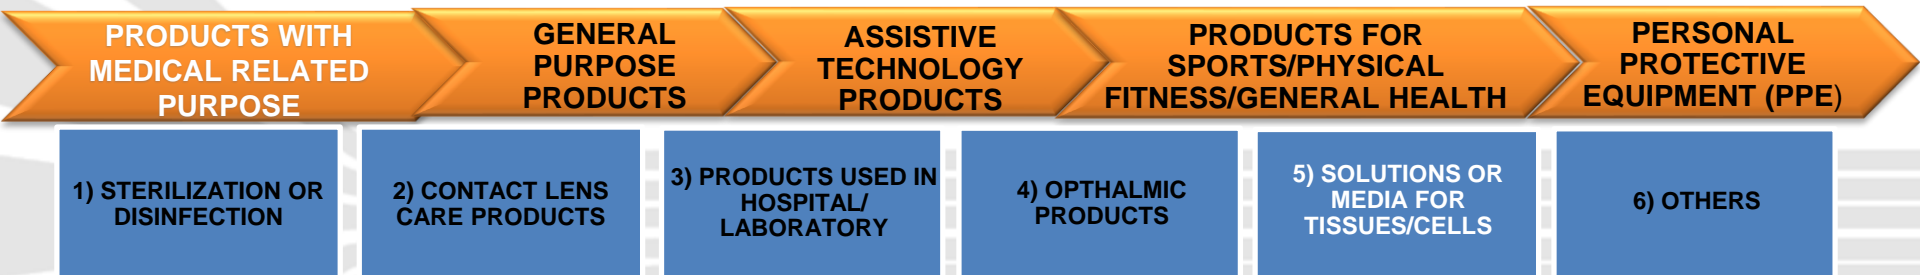 PRODUCTS WITH
MEDICAL RELATED
PURPOSE
GENERAL
PURPOSE
PRODUCTS
ASSISTIVE
TECHNOLOGY
PRODUCTS
PRODUCTS FOR
SPORTS/PHYSICAL
FITNESS/GENERAL HEALTH
PERSONAL
PROTECTIVE
EQUIPMENT (PPE)
1) STERILIZATION OR
DISINFECTION
2) CONTACT LENS
CARE PRODUCTS
3) PRODUCTS USED IN
HOSPITAL/
LABORATORY
4) OPTHALMIC
PRODUCTS
5) SOLUTIONS OR
MEDIA FOR
TISSUES/CELLS
6) OTHERS